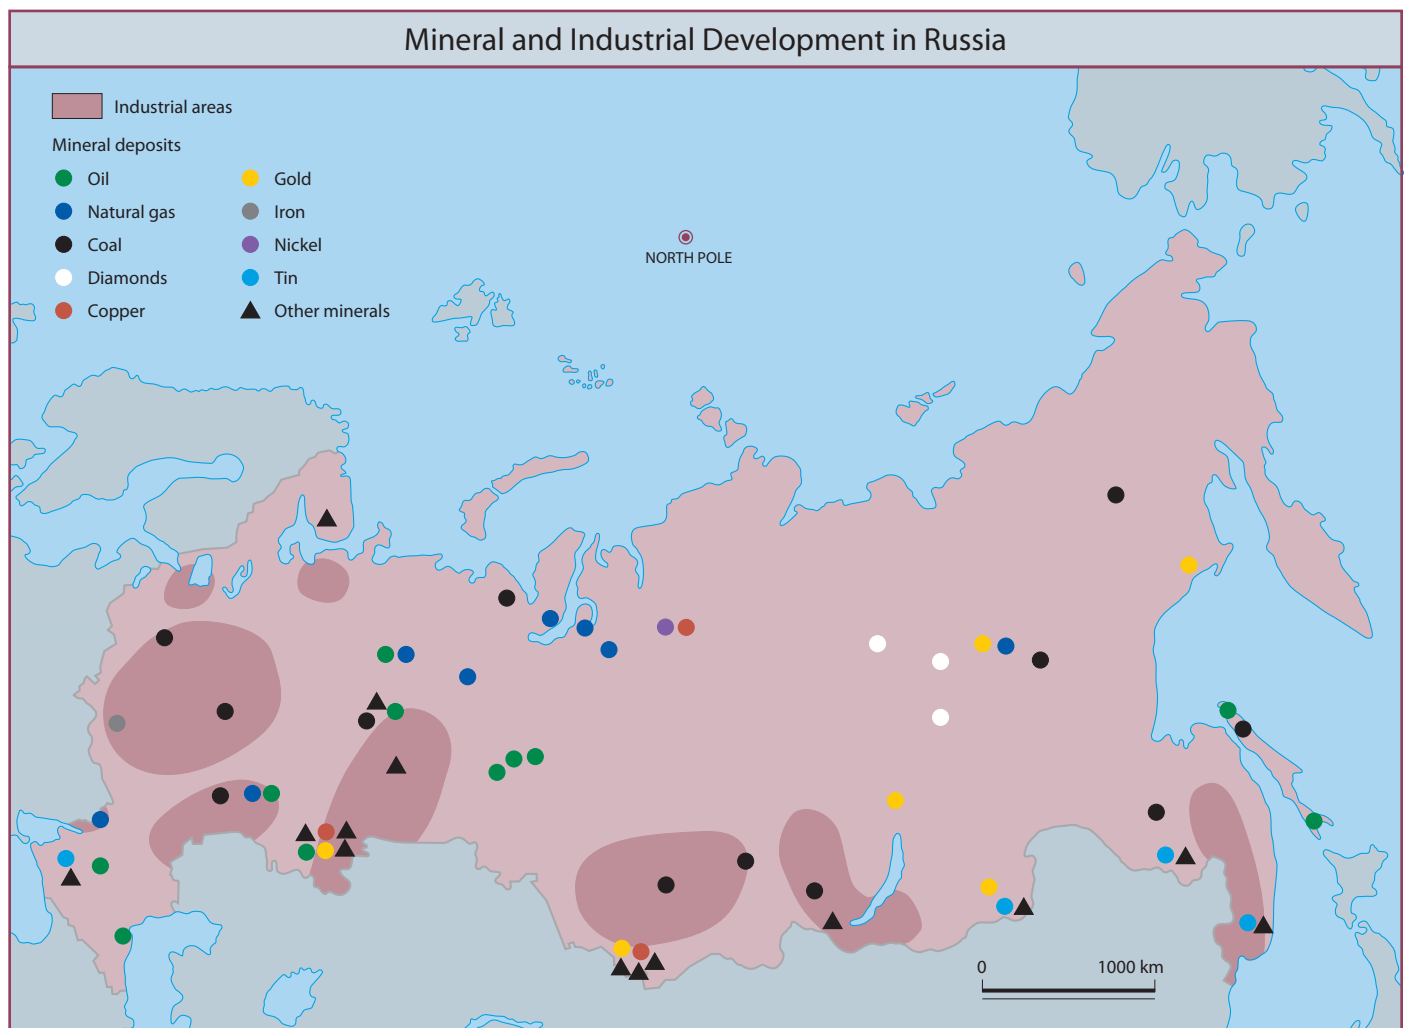 Mineral and Industrial Development in Russia
Industrial areas
Mineral deposits
Oil
Natural gas
Coal
Diamonds
Copper
Gold
Iron
Nickel
Tin
Other minerals
NORTH POLE
0 1000 km